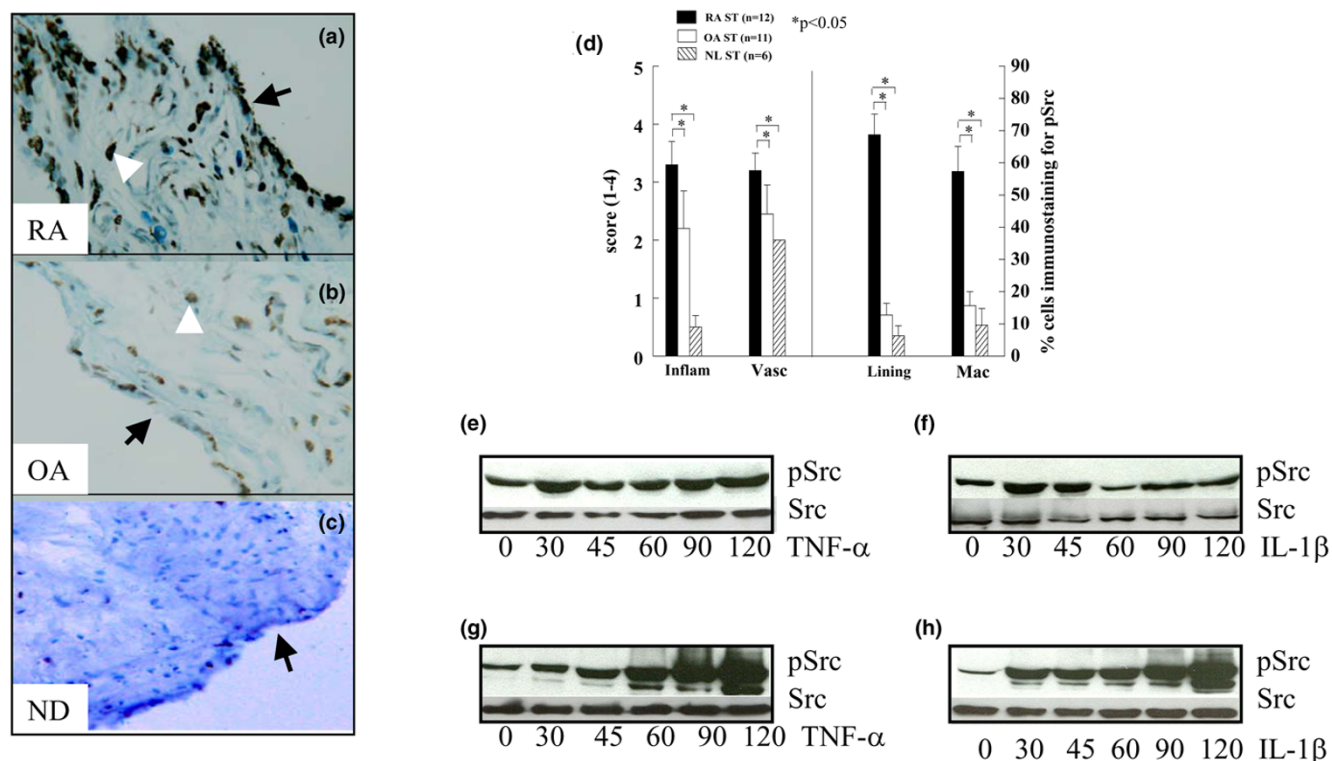 (a)
RA
(b)
OA
(c)
ND
(d)
RA ST (n=12)
OA ST (n=11)
NL ST (n=6)
*p<0.05
5
4
3
2
1
0
score (1-4)
90
80
70
60
50
40
30
20
10
0
% cells immunostaining for pSrc
* * * * * * * *
Inflam Vasc Lining Mac
(e)
pSrc
Src
0 30 45 60 90 120 TNF-α
(f)
pSrc
Src
0 30 45 60 90 120 IL-1β
(g)
pSrc
Src
0 30 45 60 90 120 TNF-α
(h)
pSrc
Src
0 30 45 60 90 120 IL-1β